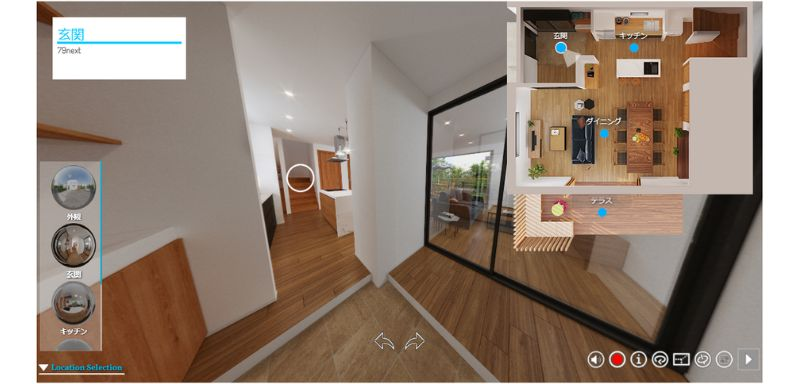 玄関
79next
玄関
キッチン
ダイニング
テラス
外観
玄関
キッチン
Location Selection